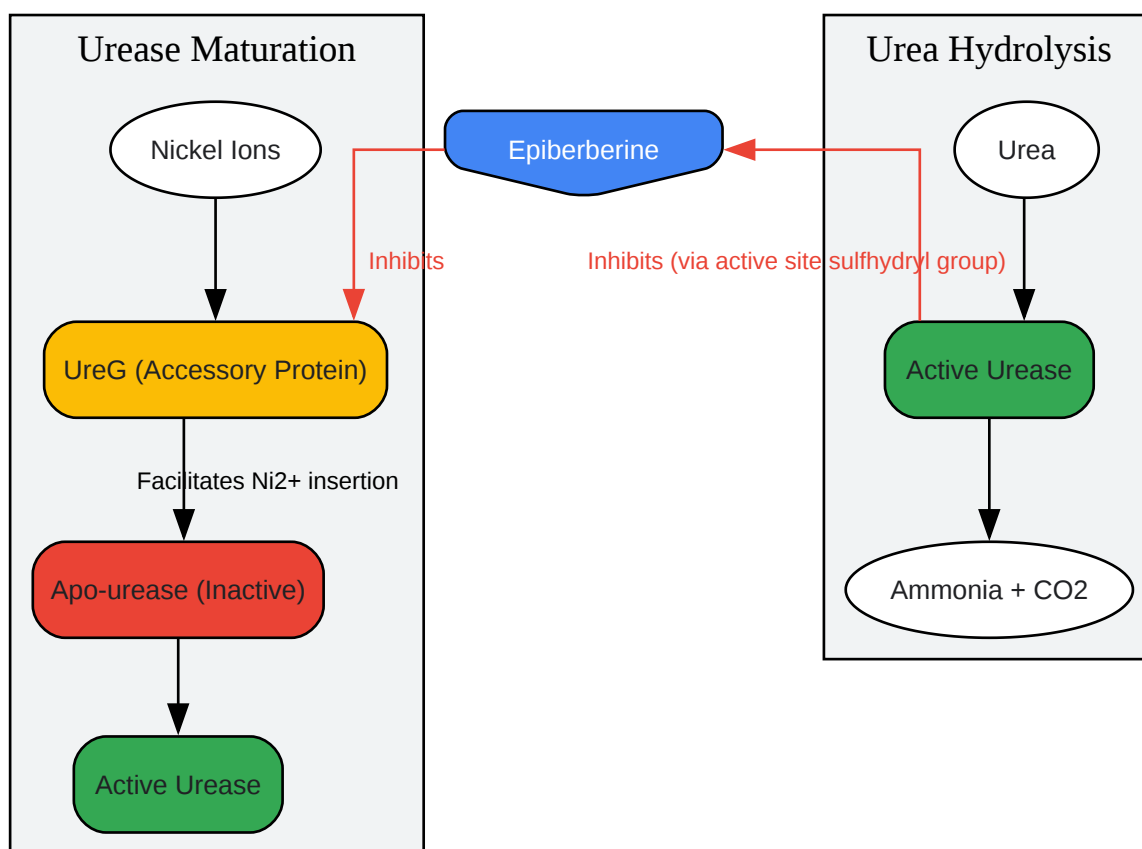 Urease Maturation
Nickel Ions
Inhibits
UreG (Accessory Protein)
Facilitates Ni2+ insertion
Apo-urease (Inactive)
Active Urease
Epiberberine
Urea Hydrolysis
Urea
Inhibits (via active site sulfhydryl group)
Active Urease
Ammonia + CO2